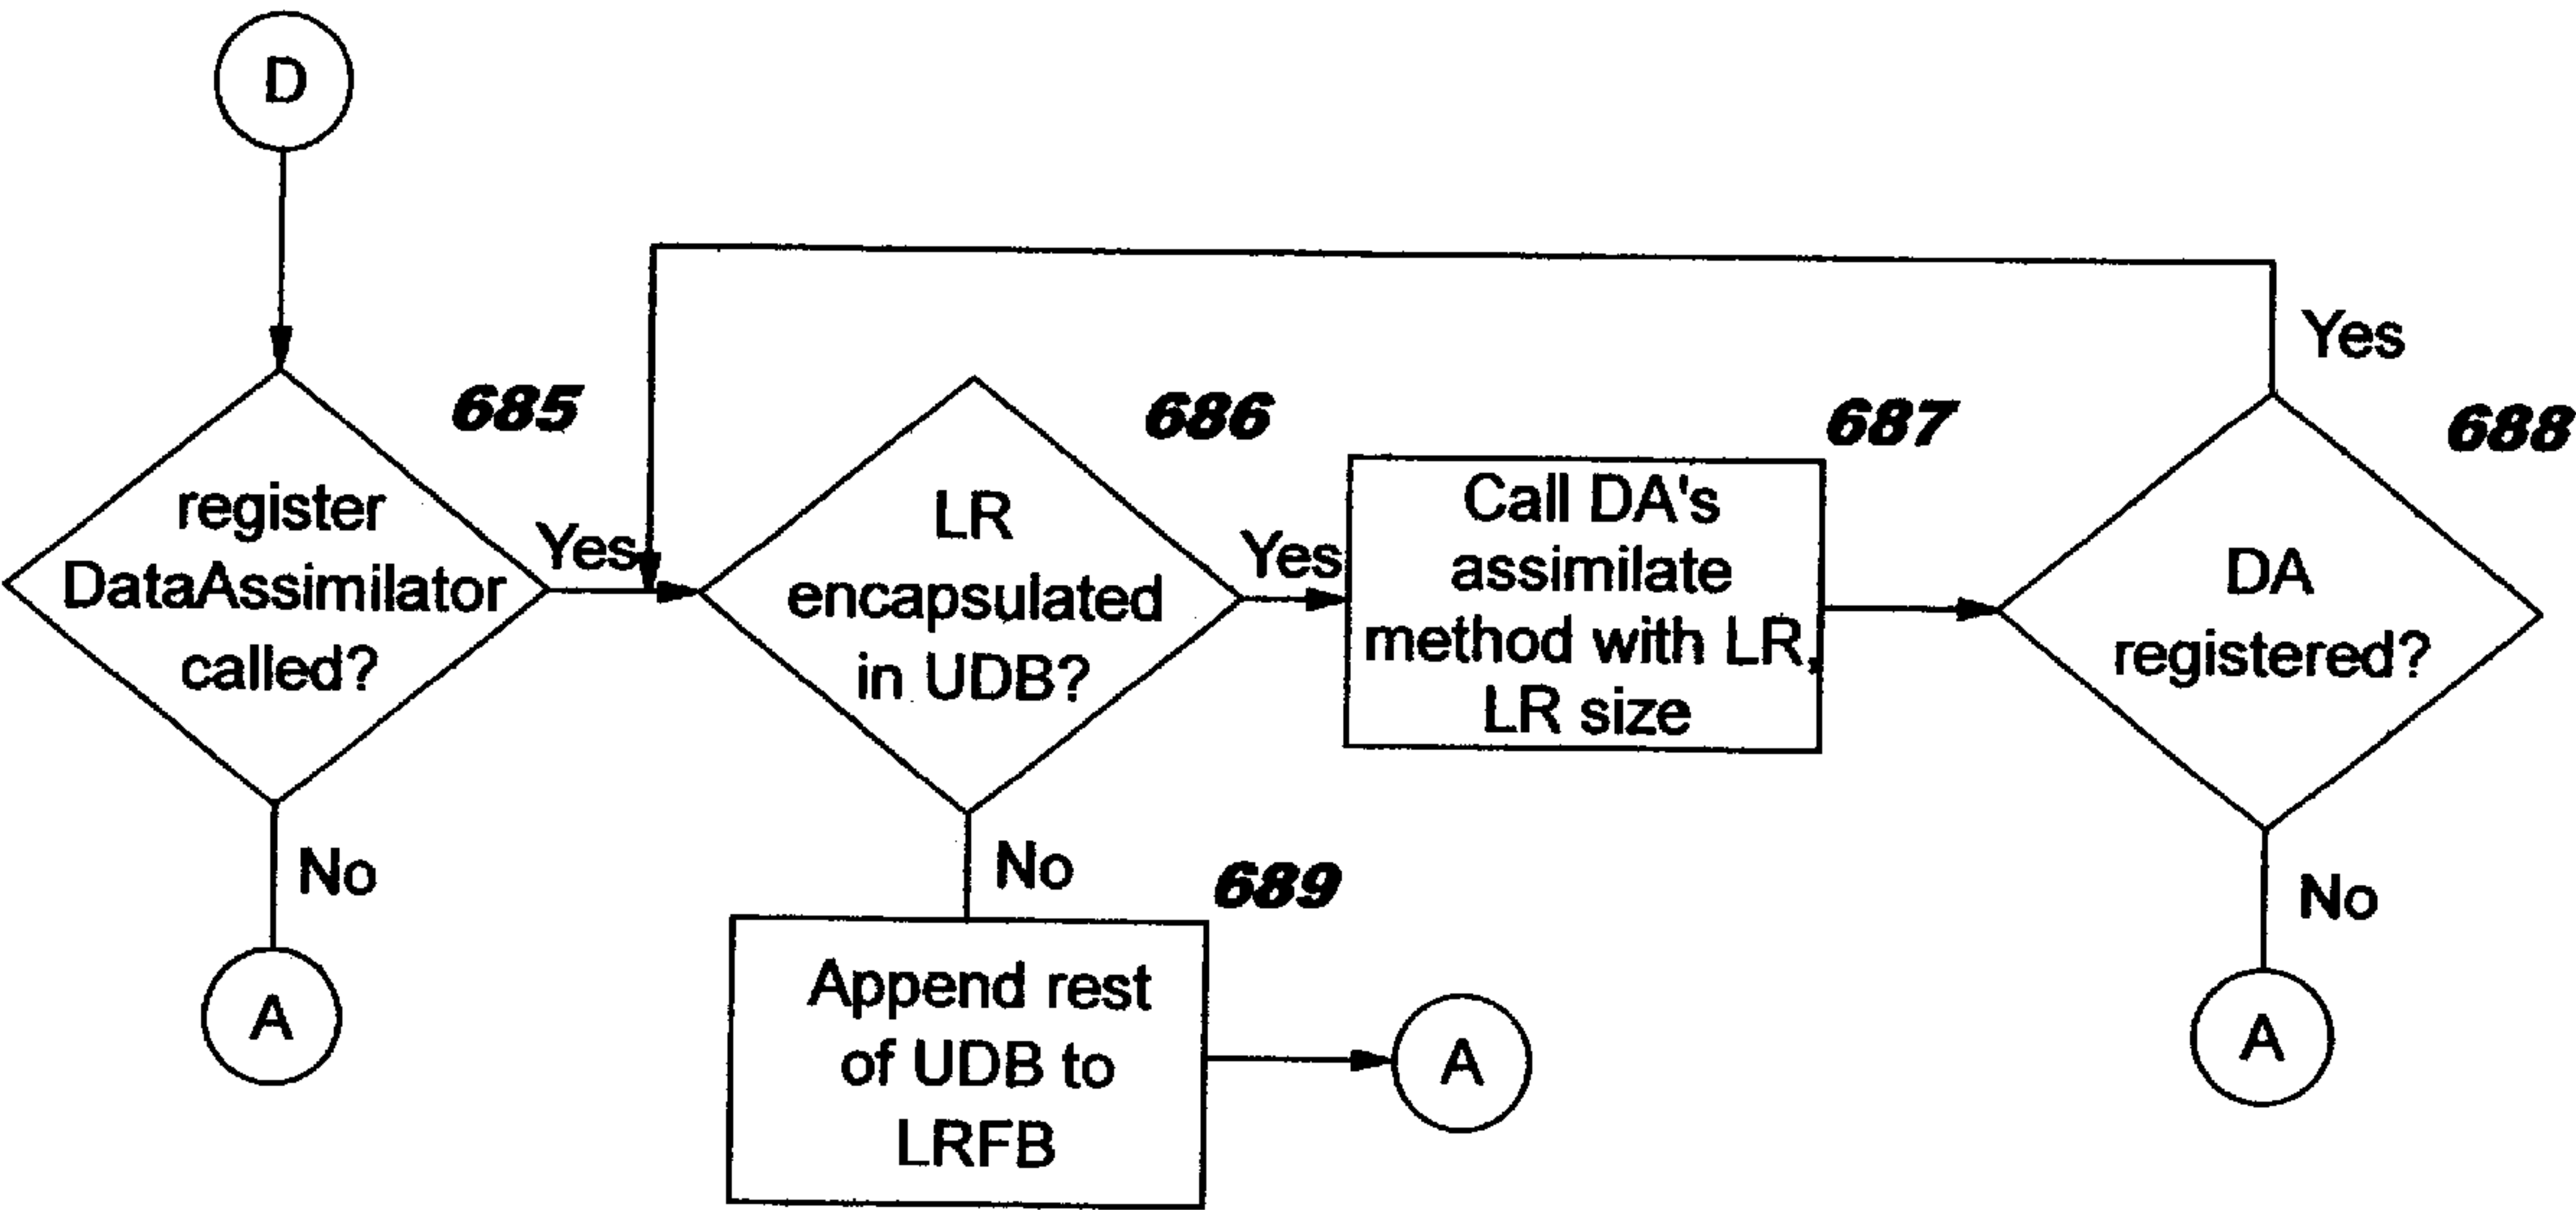 D
685
register
DataAssimilator
called?
Yes
No
A
686
LR
encapsulated
in UDB?
Yes
No
687
Call DA's
assimilate
method with LR,
LR size
688
DA
registered?
Yes
No
A
689
Append rest
of UDB to
LRFB
A